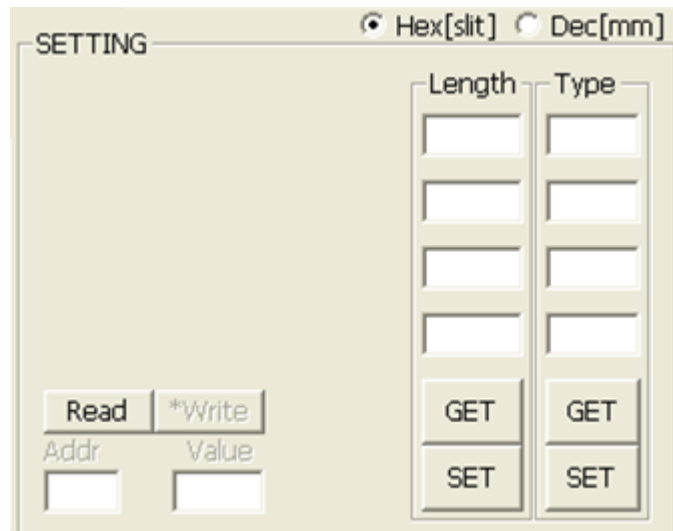 Hex[slit] Dec[mm]
SETTING
Length Type
Read *Write GET GET
Addr Value
SET SET